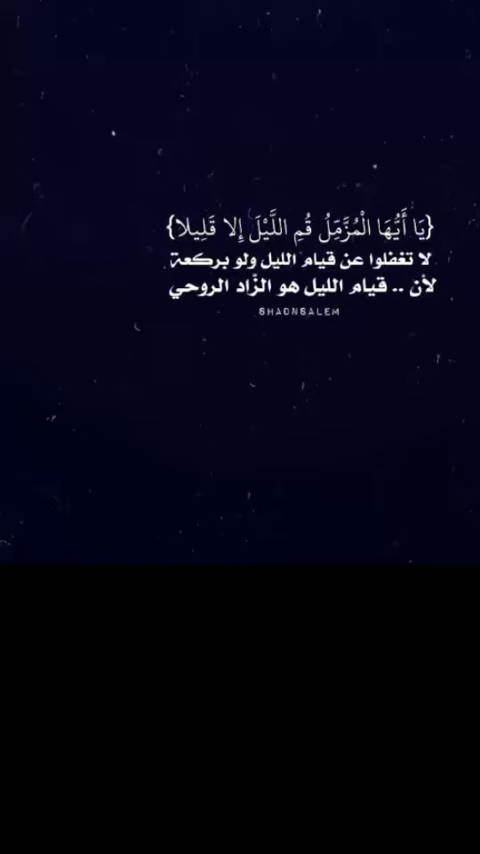 {يَا أَيُّهَا الْمُزَّمِّلُ قُمِ اللَّيْلَ إِلا قَلِيلا}
لا تغفلوا عن قيام الليل ولو بركعة
لأن .. قيام الليل هو الزّاد الروحي
SHADNSALEM